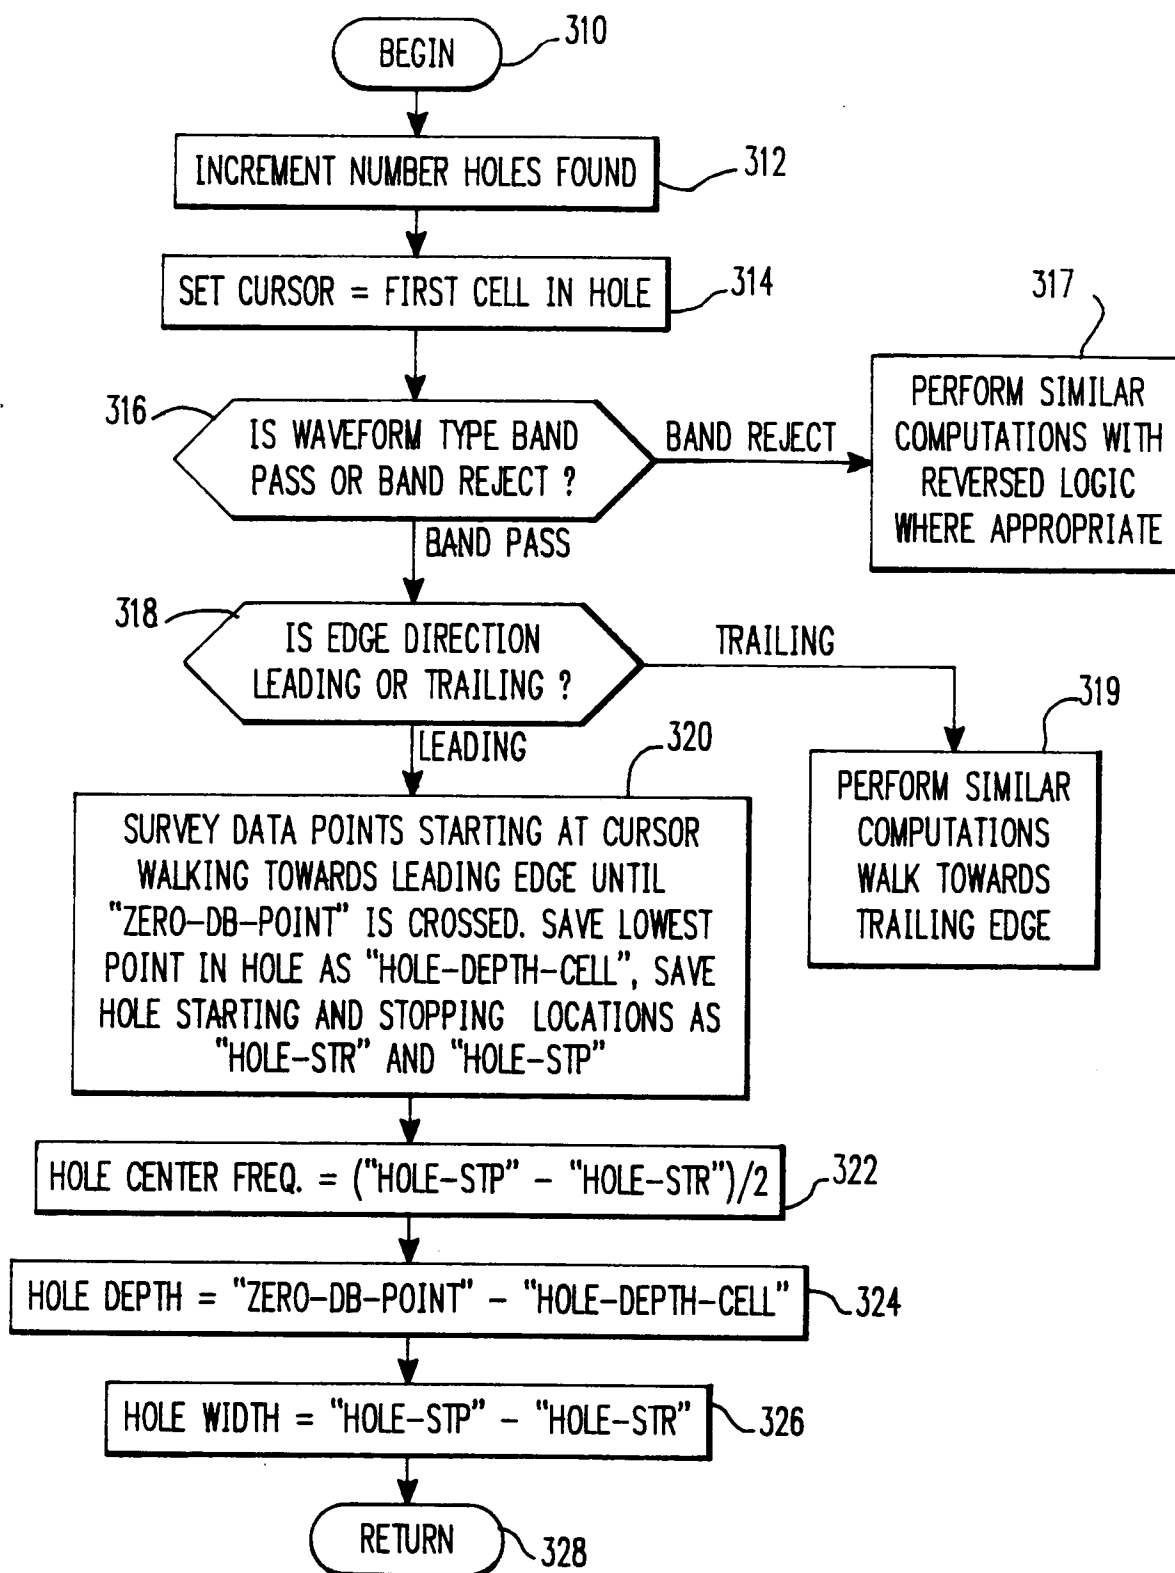 BEGIN
310
INCREMENT NUMBER HOLES FOUND
312
SET CURSOR = FIRST CELL IN HOLE
314
316
IS WAVEFORM TYPE BAND
PASS OR BAND REJECT ?
BAND REJECT
317
PERFORM SIMILAR
COMPUTATIONS WITH
REVERSED LOGIC
WHERE APPROPRIATE
BAND PASS
318
IS EDGE DIRECTION
LEADING OR TRAILING ?
TRAILING
319
PERFORM SIMILAR
COMPUTATIONS
WALK TOWARDS
TRAILING EDGE
LEADING
320
SURVEY DATA POINTS STARTING AT CURSOR
WALKING TOWARDS LEADING EDGE UNTIL
"ZERO-DB-POINT" IS CROSSED. SAVE LOWEST
POINT IN HOLE AS "HOLE-DEPTH-CELL", SAVE
HOLE STARTING AND STOPPING LOCATIONS AS
"HOLE-STR" AND "HOLE-STP"
HOLE CENTER FREQ. = ("HOLE-STP" - "HOLE-STR")/2
322
HOLE DEPTH = "ZERO-DB-POINT" - "HOLE-DEPTH-CELL"
324
HOLE WIDTH = "HOLE-STP" - "HOLE-STR"
326
RETURN
328